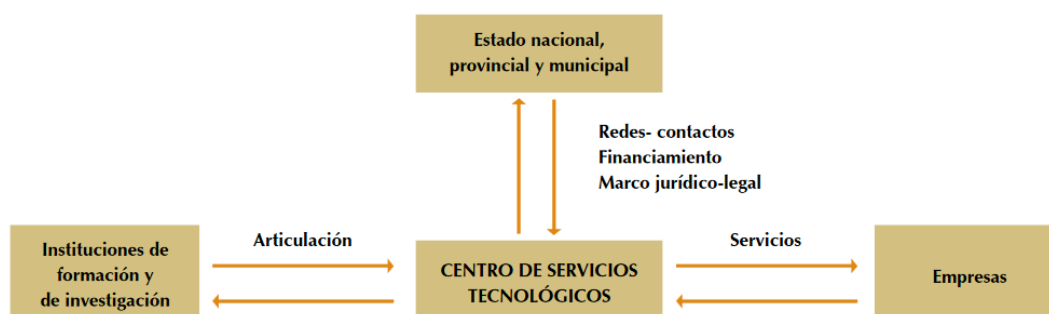 Estado nacional,
provincial y municipal
Redes- contactos
Financiamiento
Marco jurídico-legal
Instituciones de
formación y
de investigación
Articulación
CENTRO DE SERVICIOS
TECNOLÓGICOS
Servicios
Empresas